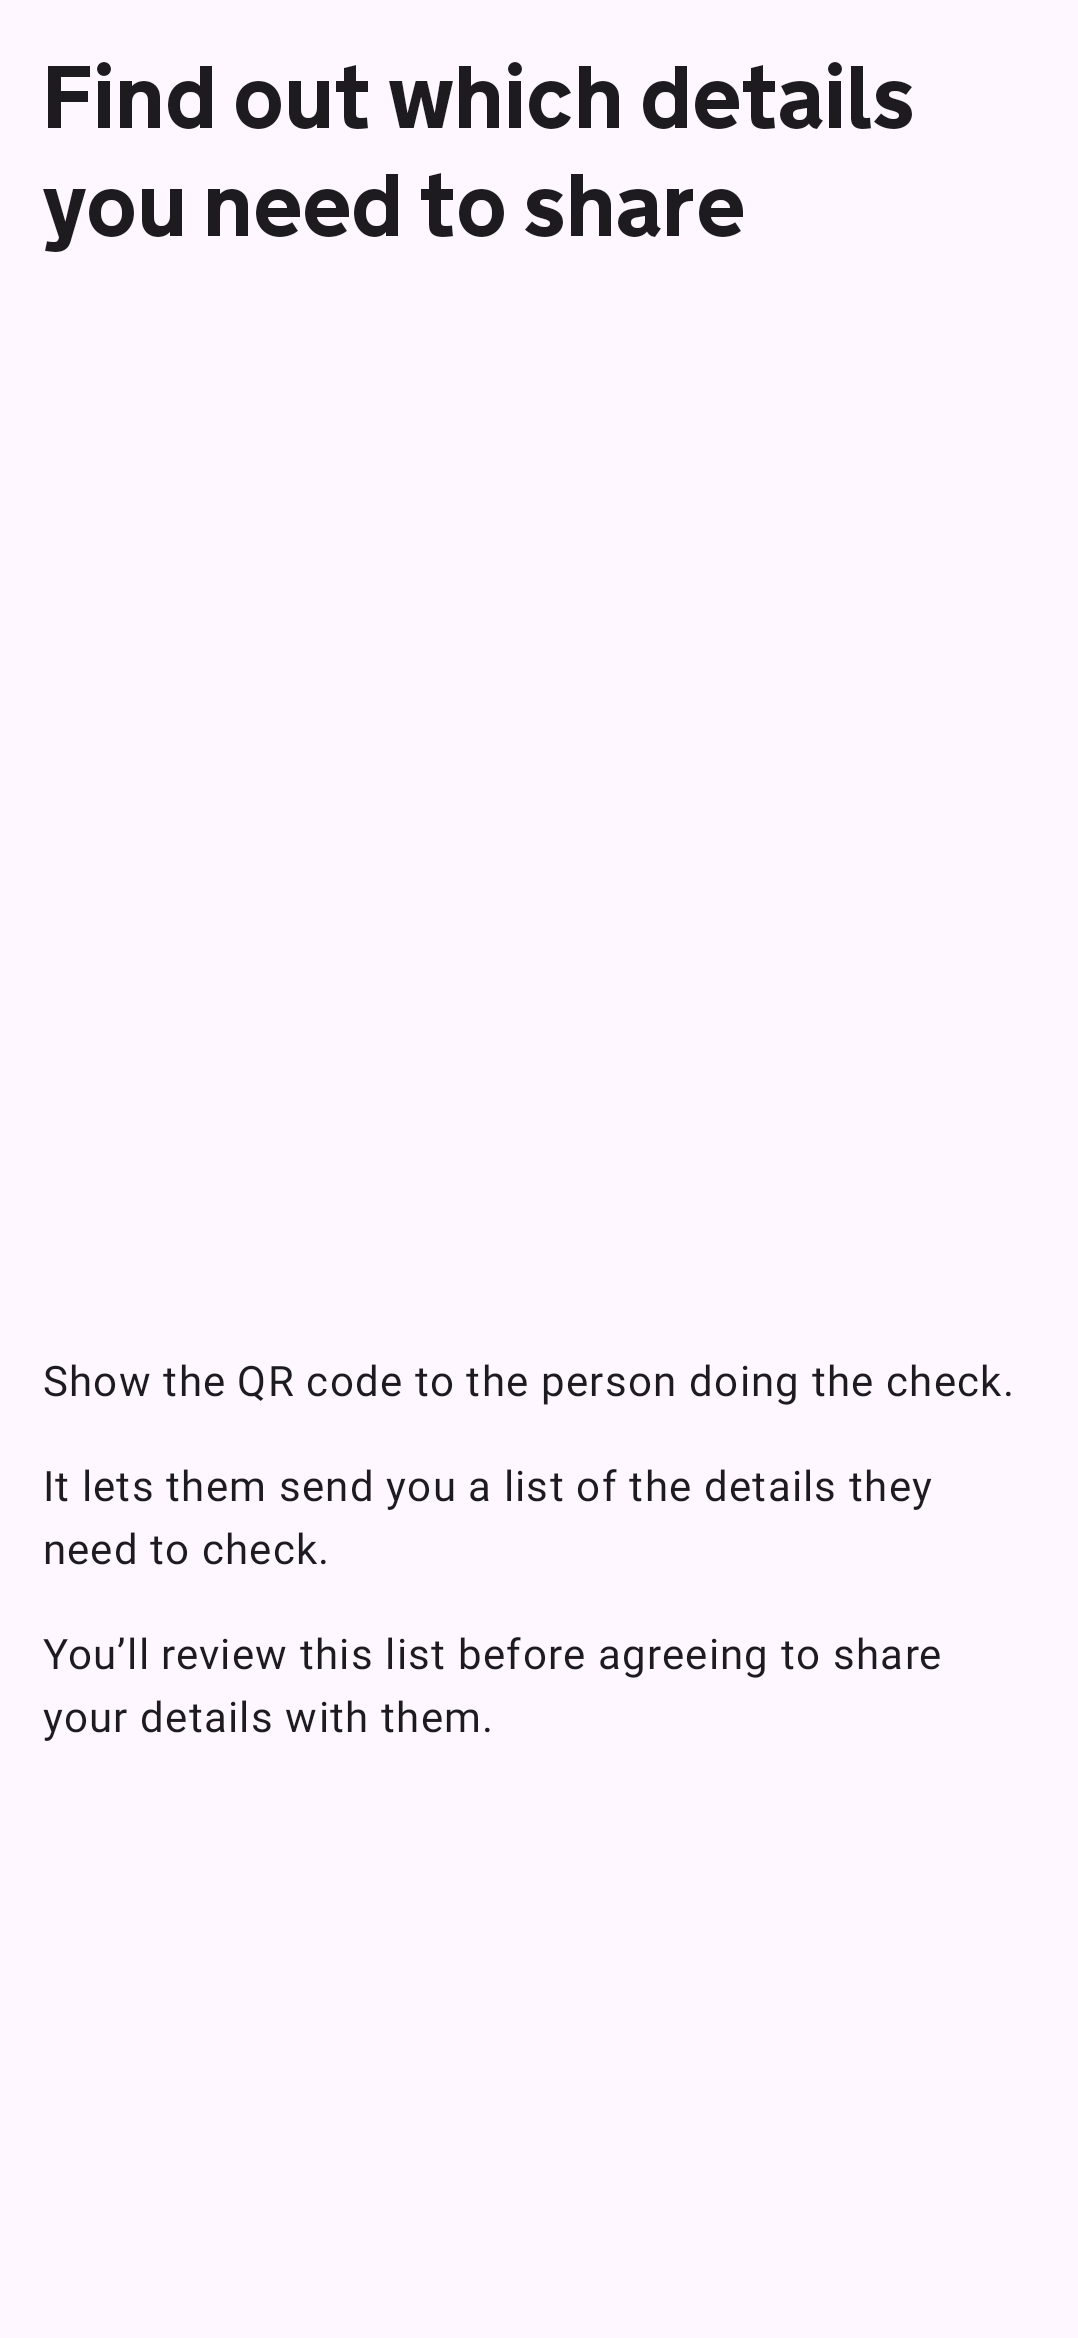 Find out which details
you need to share
Show the QR code to the person doing the check.
It lets them send you a list of the details they
need to check.
You’ll review this list before agreeing to share
your details with them.